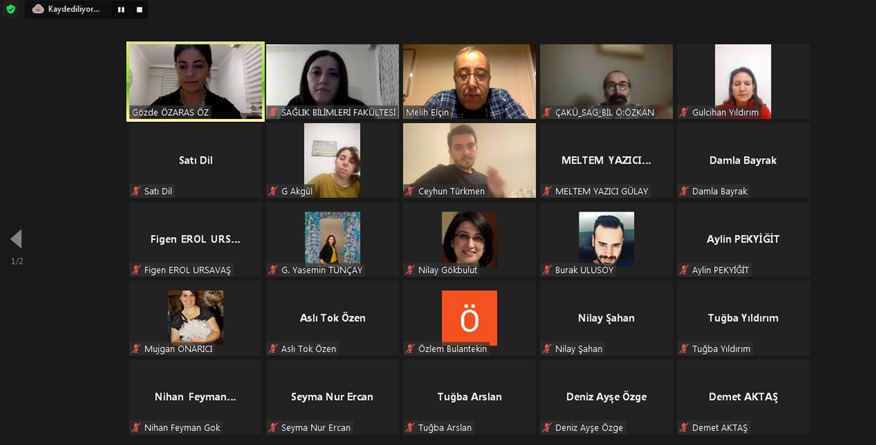 Kaydediliyor...
Gözde ÖZARAS ÖZ
SAĞLIK BİLİMLERİ FAKÜLTESİ
Melih Elçin
ÇAKÜ_SAG_BİL Ö:ÖZKAN
Gulcihan Yıldırım
Satı Dil
MELTEM YAZICI...
Damla Bayrak
Satı Dil
G Akgül
Ceyhun Türkmen
MELTEM YAZICI GÜLAY
Damla Bayrak
Figen EROL URS...
Aylin PEKYİĞİT
1/2
Figen EROL URSAVAŞ
G. Yasemin TUNÇAY
Nilay Gökbulut
Burak ULUSOY
Aylin PEKYİĞİT
Aslı Tok Özen
Ö
Nilay Şahan
Tuğba Yıldırım
Mujgan ONARICI
Aslı Tok Özen
Özlem Bulantekin
Nilay Şahan
Tuğba Yıldırım
Nihan Feyman...
Seyma Nur Ercan
Tuğba Arslan
Deniz Ayşe Özge
Demet AKTAŞ
Nihan Feyman Gok
Seyma Nur Ercan
Tuğba Arslan
Deniz Ayşe Özge
Demet AKTAŞ